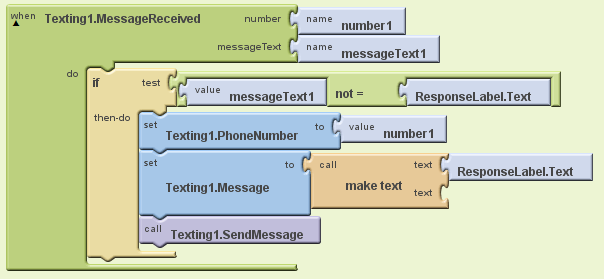 when Texting1.MessageReceived number name number1
messageText name messageText1
do if test value messageText1 not = ResponseLabel.Text
then-do set Texting1.PhoneNumber to value number1
set Texting1.Message to call make text text ResponseLabel.Text
text
call Texting1.SendMessage